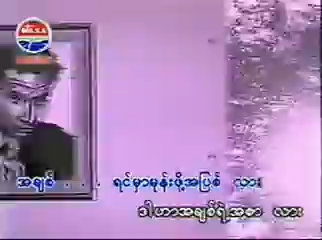 အချစ် . . . ရင်မှာမုန်းဖို့အပြစ် လား
ဒါဟာအချစ်ရဲ့အစာ လား